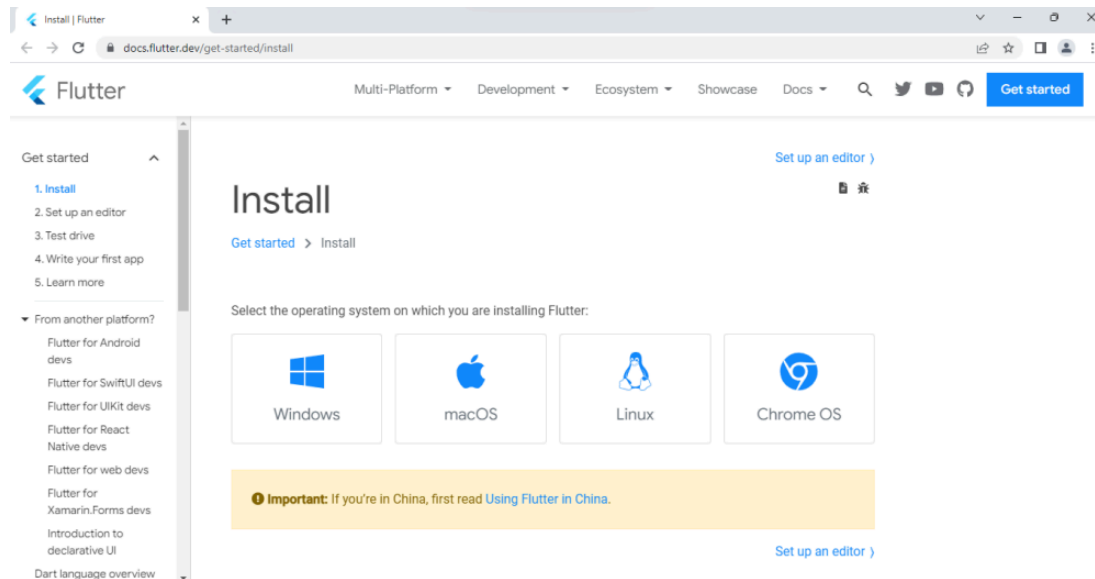 Install | Flutter
docs.flutter.dev/get-started/install
Flutter
Multi-Platform
Development
Ecosystem
Showcase
Docs
Get started
Get started
1. Install
2. Set up an editor
3. Test drive
4. Write your first app
5. Learn more
From another platform?
Flutter for Android
devs
Flutter for SwiftUI devs
Flutter for UIKit devs
Flutter for React
Native devs
Flutter for web devs
Flutter for
Xamarin.Forms devs
Introduction to
declarative UI
Dart language overview
Set up an editor
Install
Get started > Install
Select the operating system on which you are installing Flutter:
Windows
macOS
Linux
Chrome OS
Important: If you're in China, first read Using Flutter in China.
Set up an editor